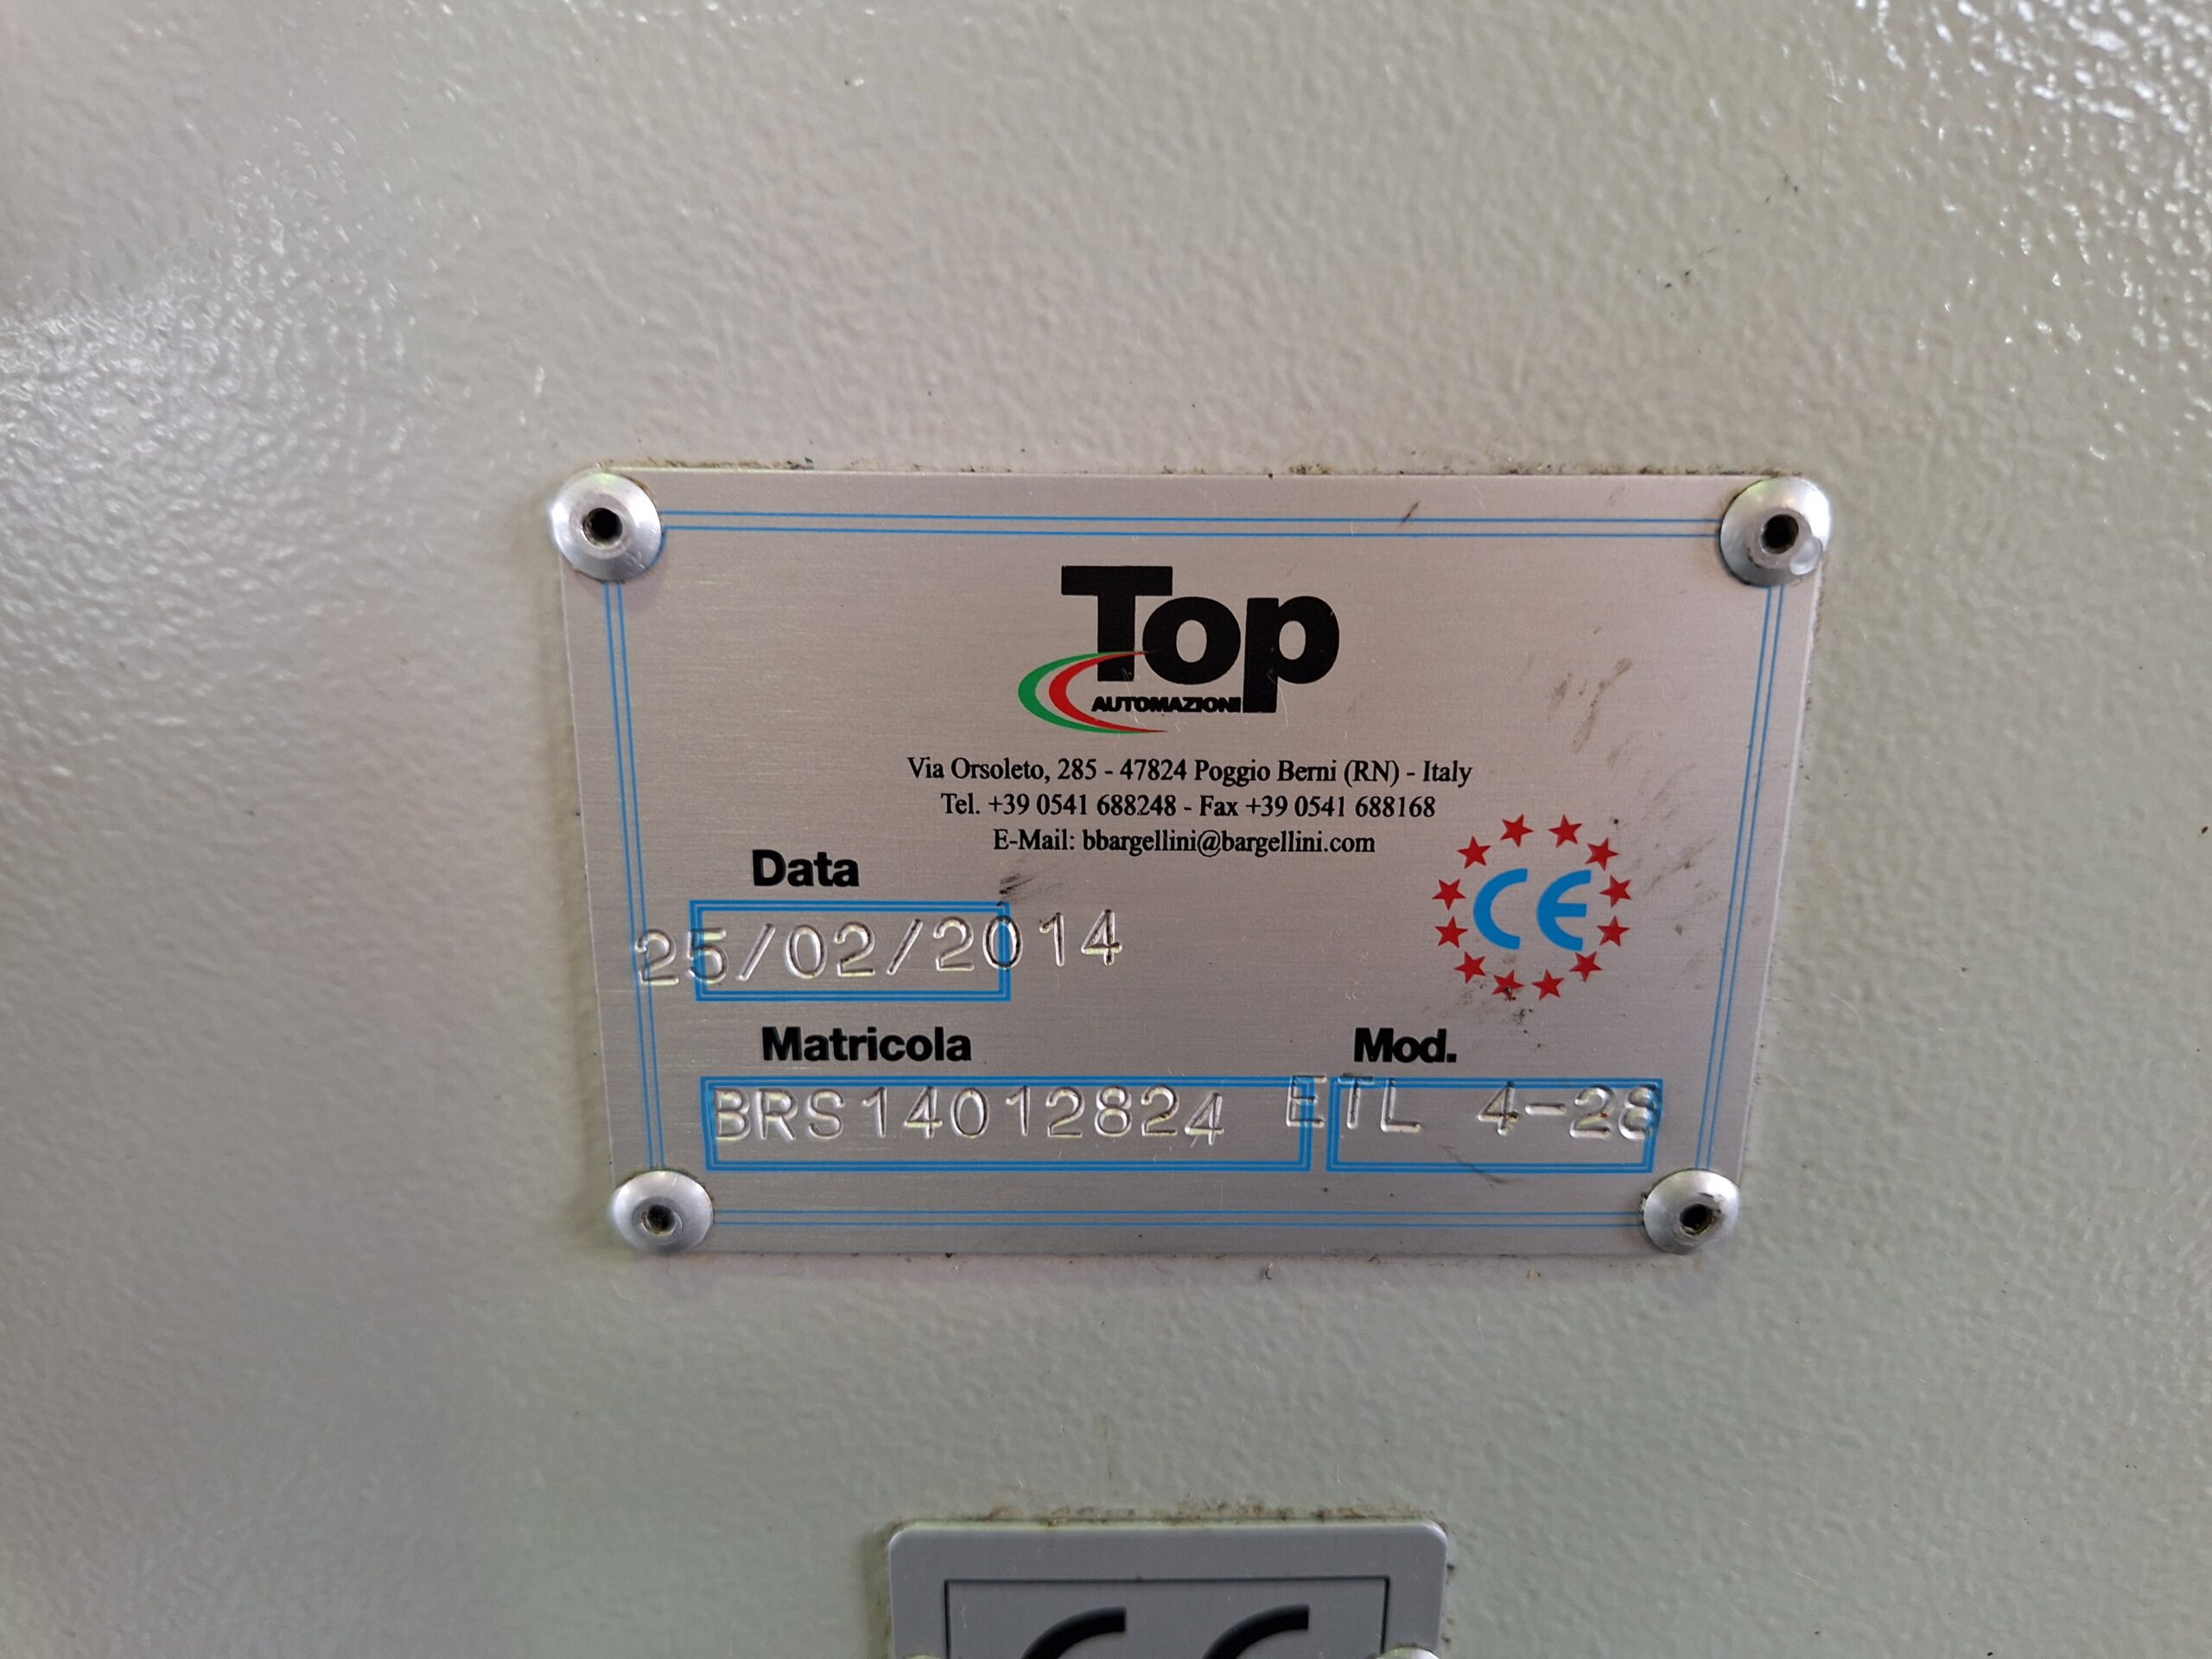 Top
AUTOMAZIONI
Via Orsoleto, 285 - 47824 Poggio Berni (RN) - Italy
Tel. +39 0541 688248 - Fax +39 0541 688168
E-Mail: bbargellini@bargellini.com
Data
25/02/2014
CE
Matricola
BRS14012824
Mod.
ETL 4-28
CE